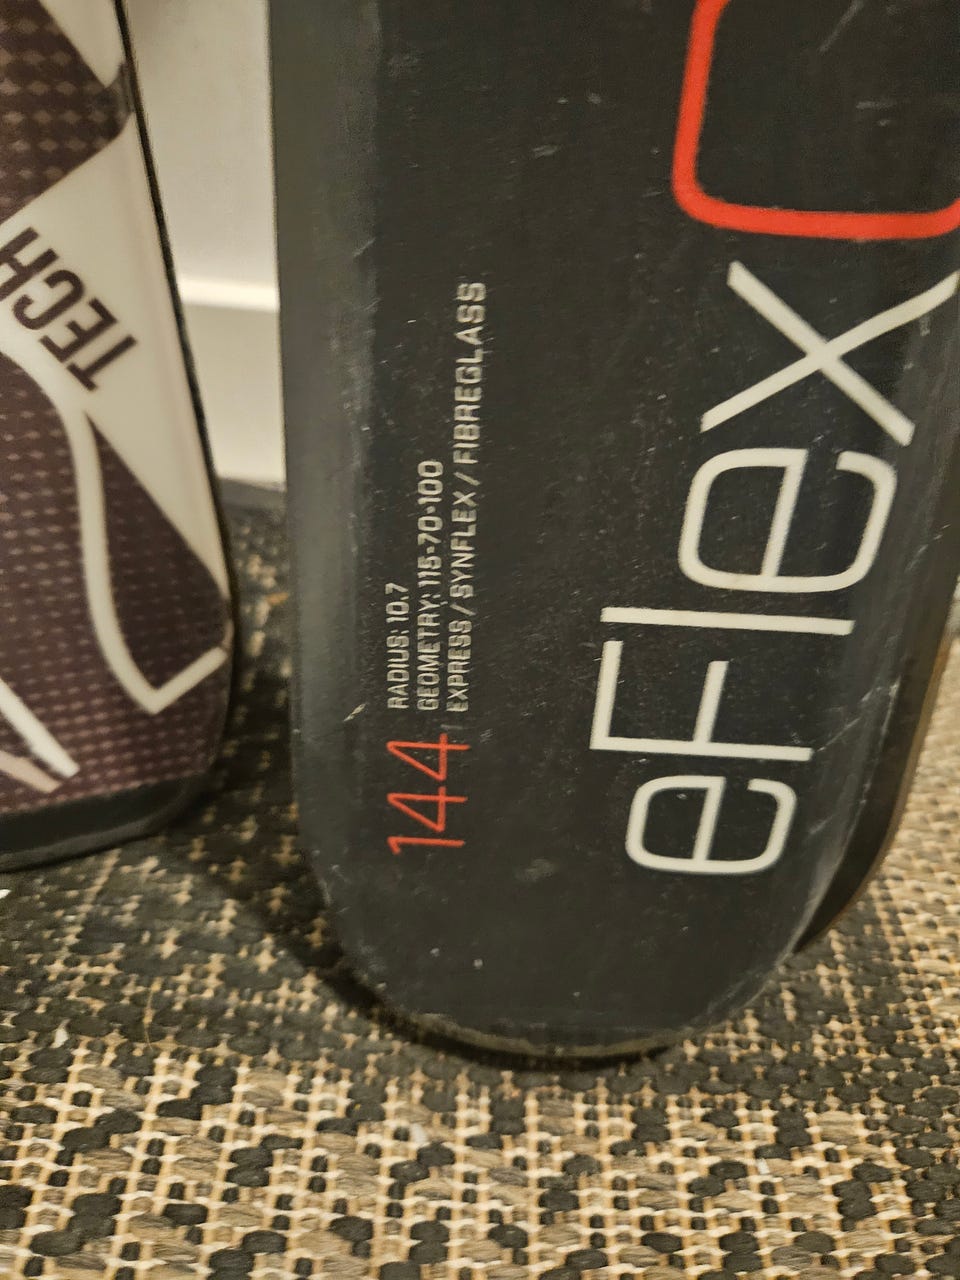 TECH
144
RADIUS: 10.7
GEOMETRY: 115-70-100
EXPRESS / SYNFLEX / FIBREGLASS
eFlex